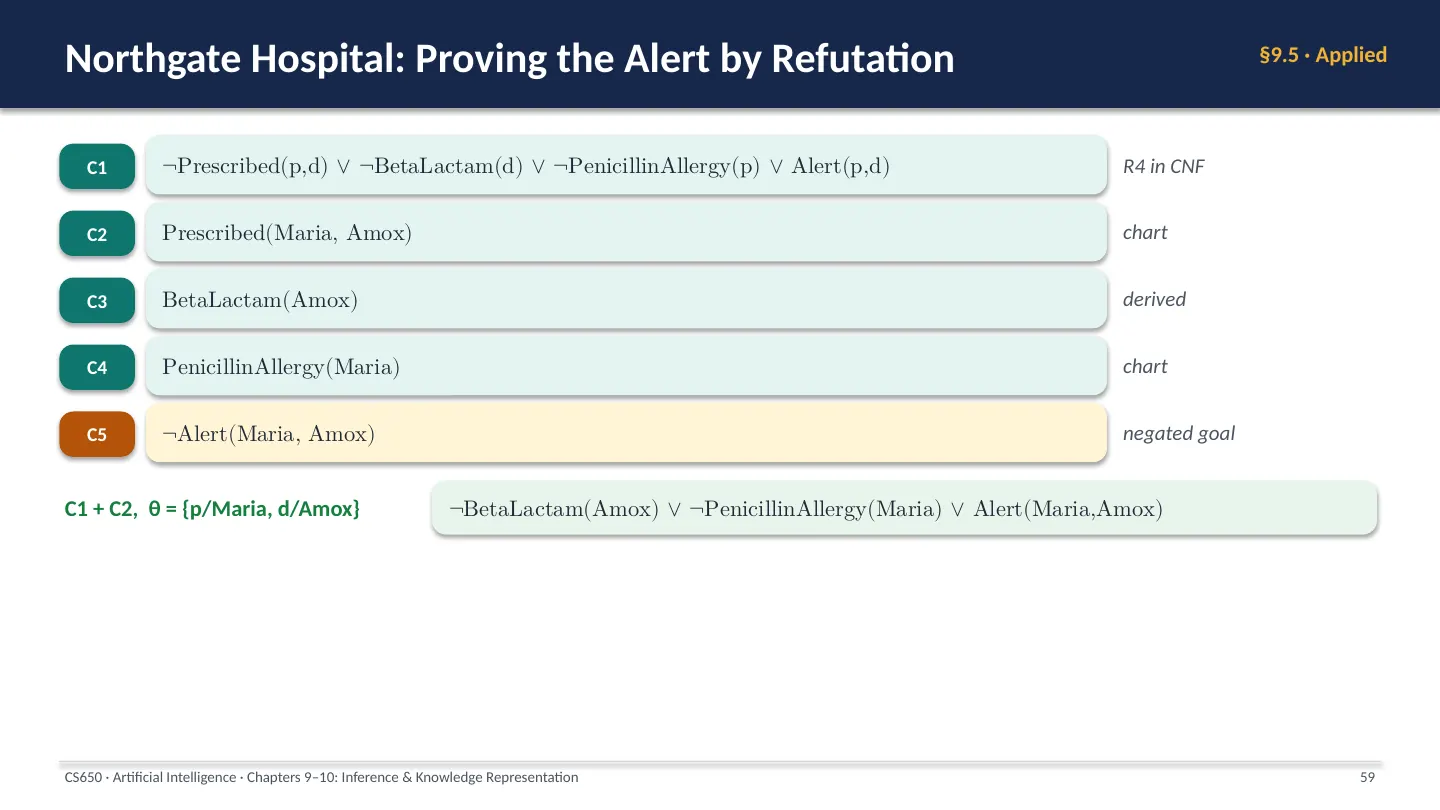 Northgate Hospital: Proving the Alert by Refutation
§9.5 · Applied
C1 ¬Prescribed(p,d) ∨ ¬BetaLactam(d) ∨ ¬PenicillinAllergy(p) ∨ Alert(p,d) R4 in CNF
C2 Prescribed(Maria, Amox) chart
C3 BetaLactam(Amox) derived
C4 PenicillinAllergy(Maria) chart
C5 ¬Alert(Maria, Amox) negated goal
C1 + C2, θ = {p/Maria, d/Amox} ¬BetaLactam(Amox) ∨ ¬PenicillinAllergy(Maria) ∨ Alert(Maria,Amox)
CS650 · Artificial Intelligence · Chapters 9–10: Inference & Knowledge Representation 59